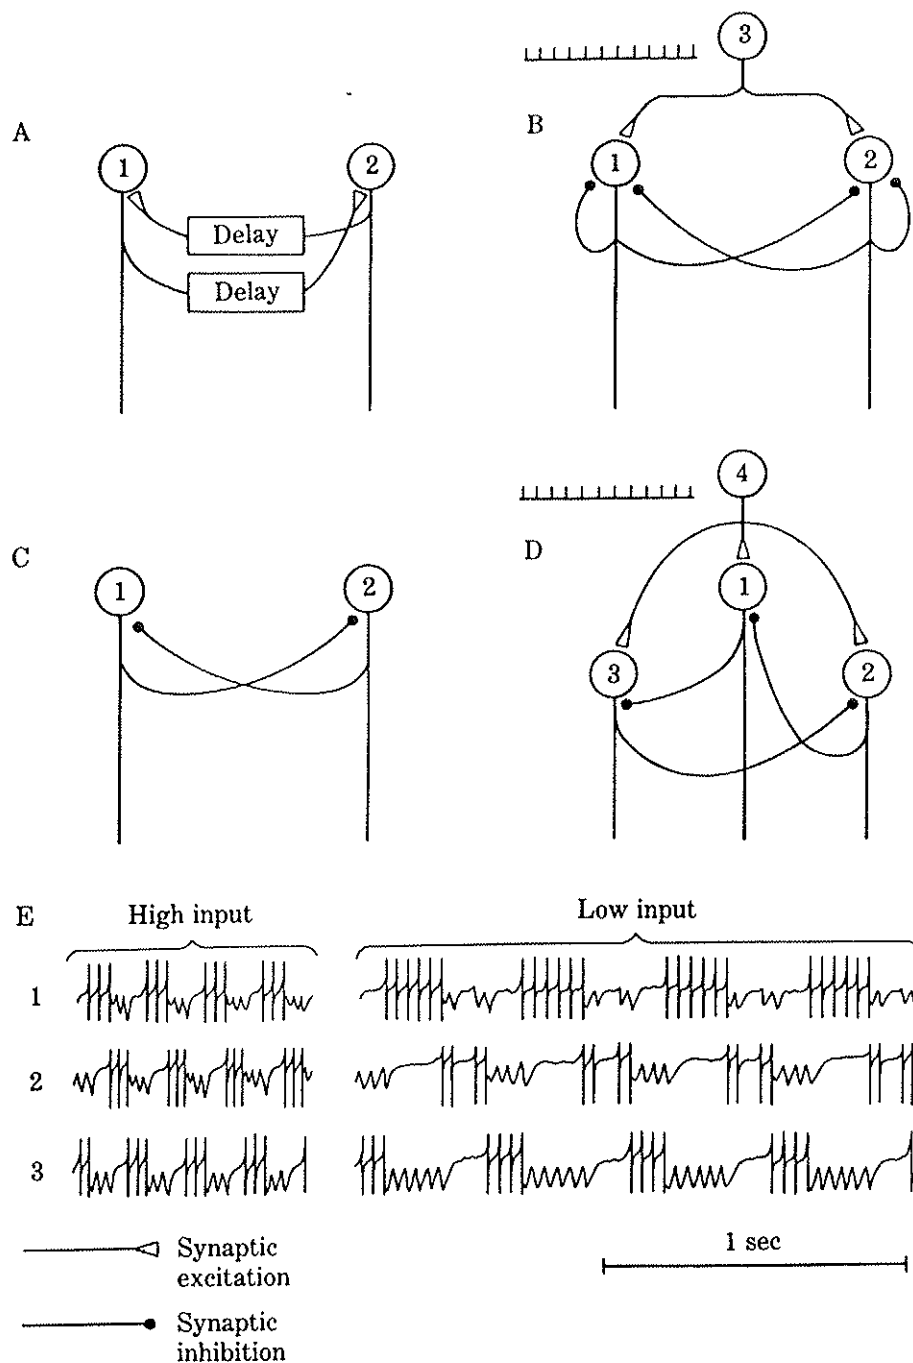 A
1
2
Delay
Delay
B
3
1
2
C
1
2
D
4
1
3
2
E
High input
Low input
1
2
3
1 sec
Synaptic
excitation
Synaptic
inhibition